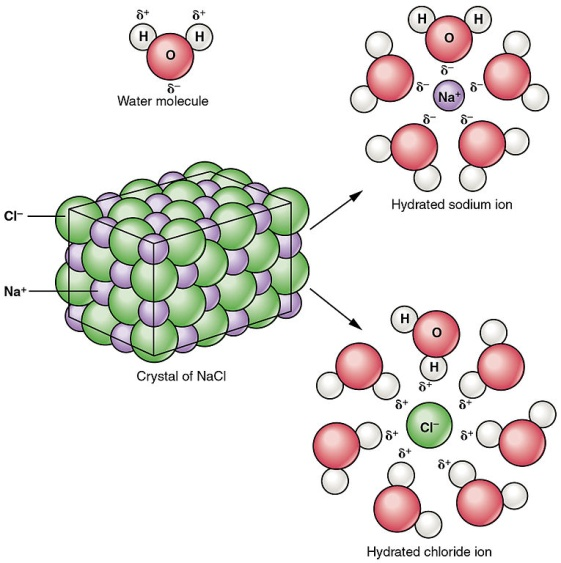 δ⁺ δ⁺
H H
O
δ⁻
Water molecule
H H
O
δ⁻
δ⁻ Na⁺ δ⁻
δ⁻ δ⁻
Hydrated sodium ion
Cl⁻
Na⁺
Crystal of NaCl
H
O
H
δ⁺
δ⁺ δ⁺
Cl⁻
δ⁺ δ⁺
δ⁺ δ⁺
Hydrated chloride ion